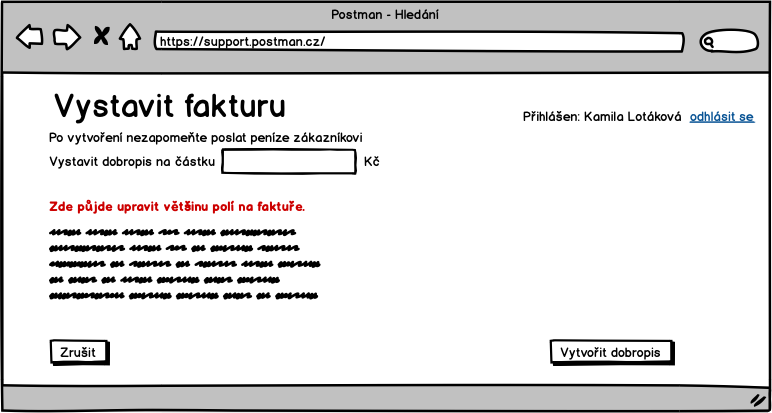 Postman - Hledání
https://support.postman.cz/
Vystavit fakturu
Přihlášen: Kamila Lotáková odhlásit se
Po vytvoření nezapomeňte poslat peníze zákazníkovi
Vystavit dobropis na částku Kč
Zde půjde upravit většinu polí na faktuře.
Zrušit
Vytvořit dobropis